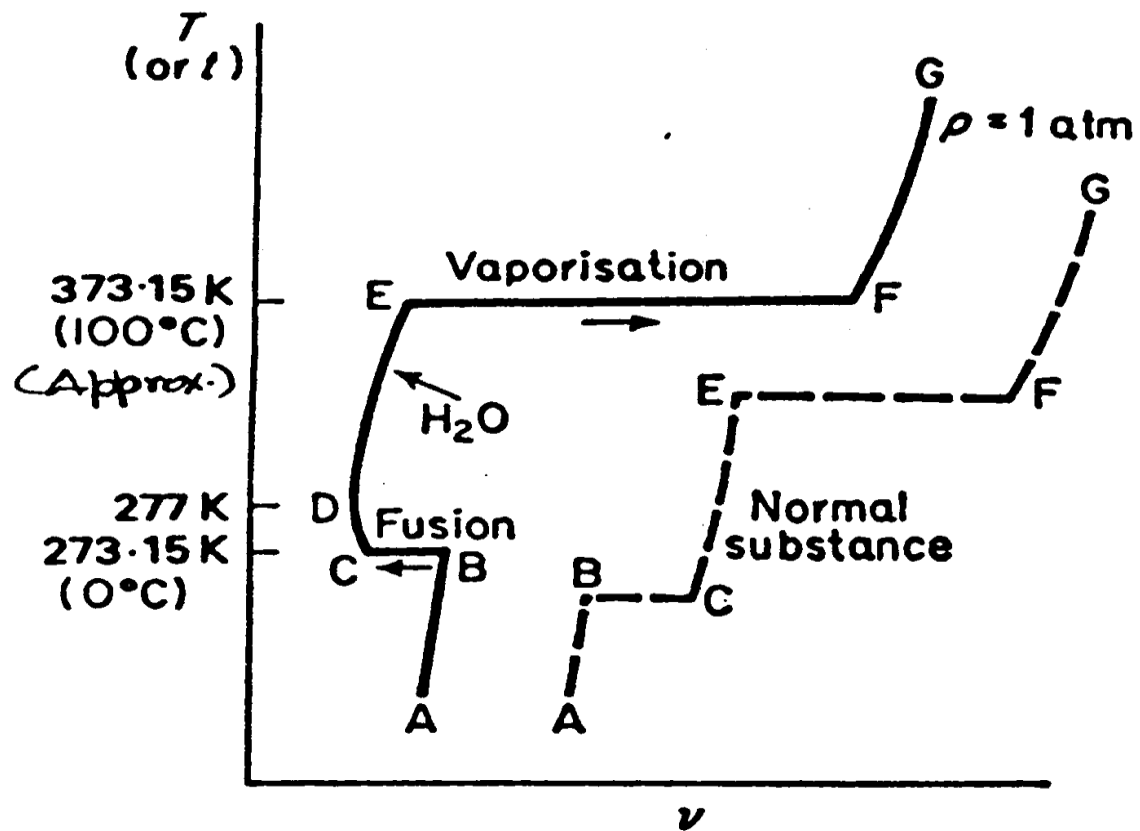 T
(or t)
G
p = 1 atm
G
Vaporisation
373·15 K
E
F
(100°C)
(Approx.)
E
F
H₂O
277 K
D
Normal
Fusion
substance
273·15 K
C
B
B
(0°C)
C
A
A
ν